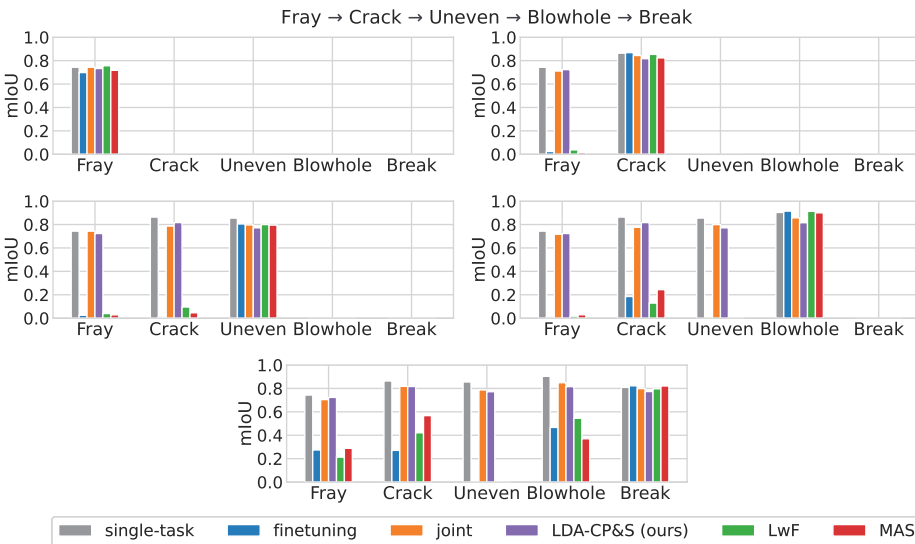 Fray → Crack → Uneven → Blowhole → Break
1.0
0.8
0.6
0.4
0.2
0.0
mIoU
Fray Crack Uneven Blowhole Break
1.0
0.8
0.6
0.4
0.2
0.0
mIoU
Fray Crack Uneven Blowhole Break
1.0
0.8
0.6
0.4
0.2
0.0
mIoU
Fray Crack Uneven Blowhole Break
1.0
0.8
0.6
0.4
0.2
0.0
mIoU
Fray Crack Uneven Blowhole Break
1.0
0.8
0.6
0.4
0.2
0.0
mIoU
Fray Crack Uneven Blowhole Break
single-task finetuning joint LDA-CP&S (ours) LwF MAS